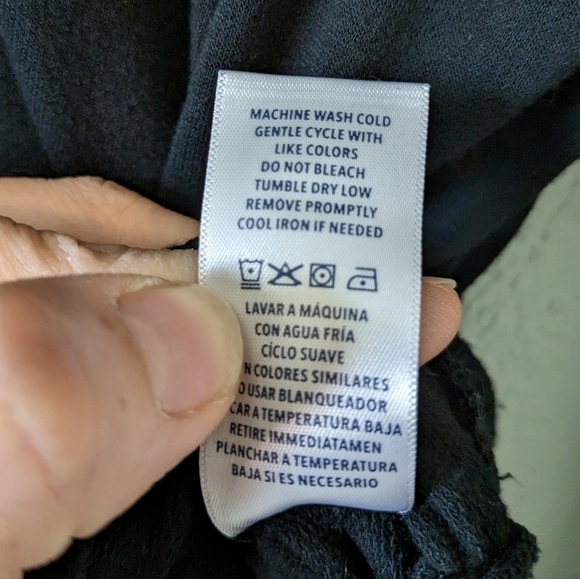 MACHINE WASH COLD
GENTLE CYCLE WITH
LIKE COLORS
DO NOT BLEACH
TUMBLE DRY LOW
REMOVE PROMPTLY
COOL IRON IF NEEDED
LAVAR A MÁQUINA
CON AGUA FRÍA
CÍCLO SUAVE
N COLORES SIMILARES
O USAR BLANQUEADOR
CAR A TEMPERATURA BAJA
RETIRE IMMEDIATAMEN
PLANCHAR A TEMPERATURA
BAJA SI ES NECESARIO